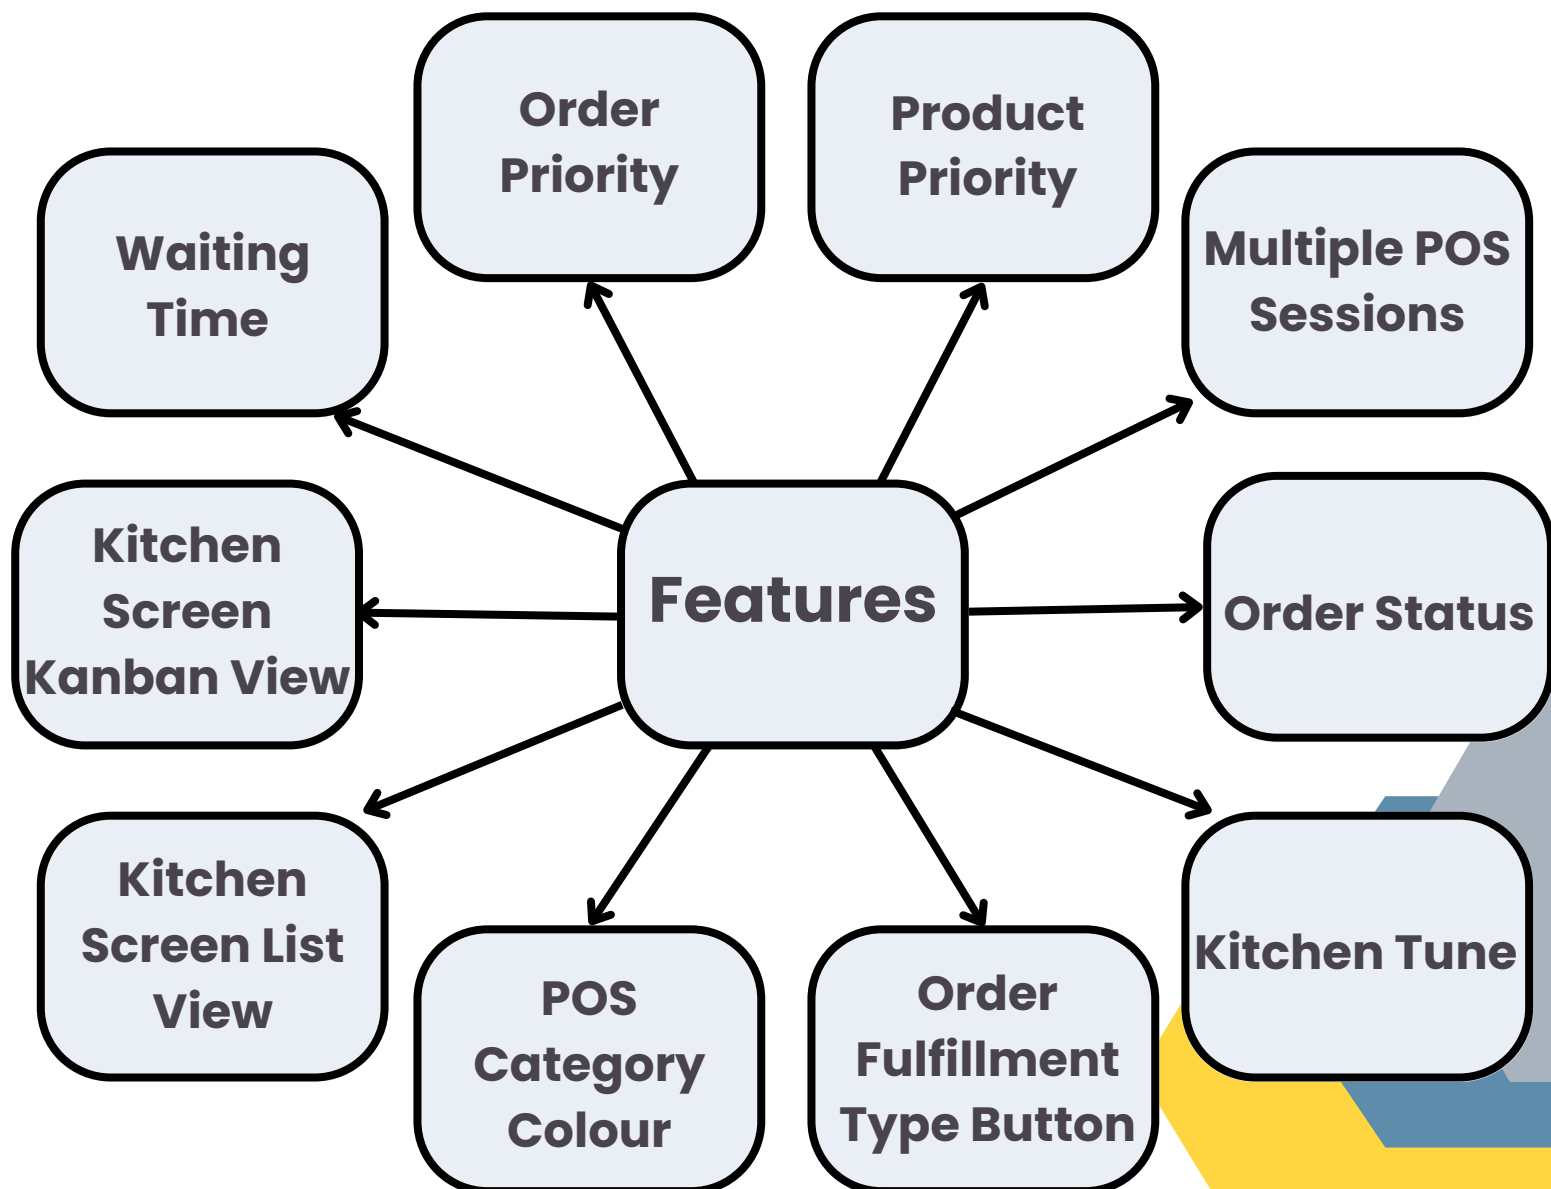 Order
Priority
Product
Priority
Waiting
Time
Multiple POS
Sessions
Kitchen
Screen
Kanban View
Features
Order Status
Kitchen
Screen List
View
Kitchen Tune
POS
Category
Colour
Order
Fulfillment
Type Button